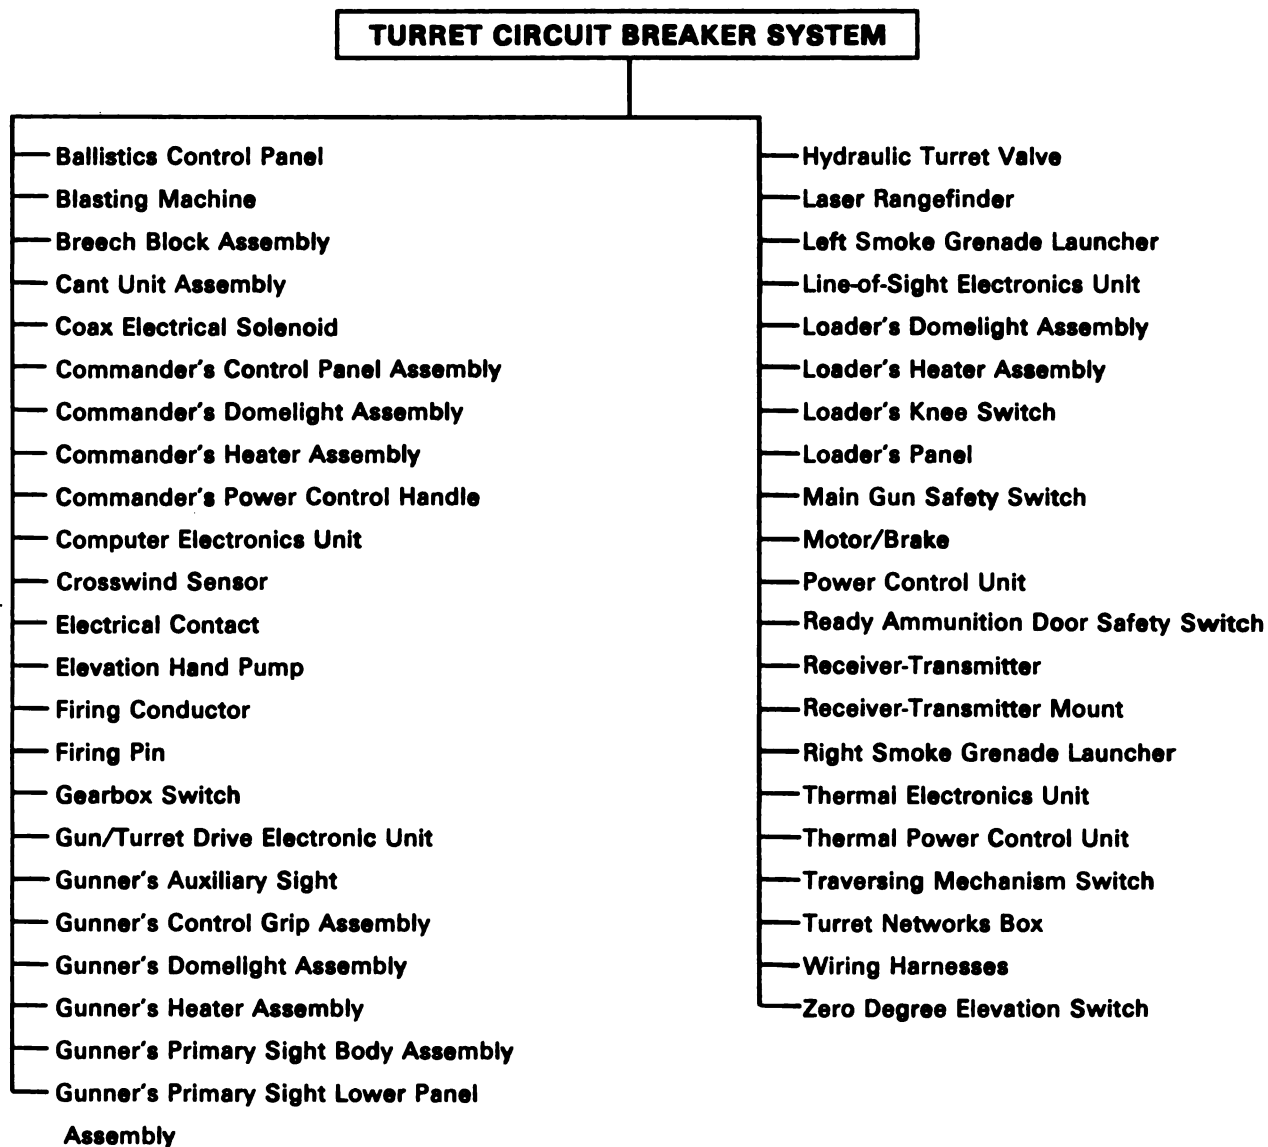 TURRET CIRCUIT BREAKER SYSTEM
Ballistics Control Panel
Blasting Machine
Breech Block Assembly
Cant Unit Assembly
Coax Electrical Solenoid
Commander's Control Panel Assembly
Commander's Domelight Assembly
Commander's Heater Assembly
Commander's Power Control Handle
Computer Electronics Unit
Crosswind Sensor
Electrical Contact
Elevation Hand Pump
Firing Conductor
Firing Pin
Gearbox Switch
Gun/Turret Drive Electronic Unit
Gunner's Auxiliary Sight
Gunner's Control Grip Assembly
Gunner's Domelight Assembly
Gunner's Heater Assembly
Gunner's Primary Sight Body Assembly
Gunner's Primary Sight Lower Panel
Assembly
Hydraulic Turret Valve
Laser Rangefinder
Left Smoke Grenade Launcher
Line-of-Sight Electronics Unit
Loader's Domelight Assembly
Loader's Heater Assembly
Loader's Knee Switch
Loader's Panel
Main Gun Safety Switch
Motor/Brake
Power Control Unit
Ready Ammunition Door Safety Switch
Receiver-Transmitter
Receiver-Transmitter Mount
Right Smoke Grenade Launcher
Thermal Electronics Unit
Thermal Power Control Unit
Traversing Mechanism Switch
Turret Networks Box
Wiring Harnesses
Zero Degree Elevation Switch